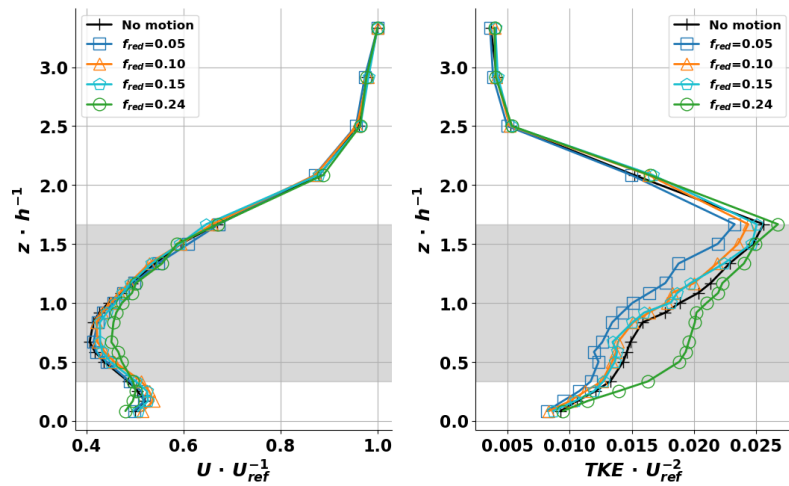 No motion
f_red=0.05
f_red=0.10
f_red=0.15
f_red=0.24
3.0
2.5
2.0
1.5
1.0
0.5
0.0
z · h⁻¹
0.4 0.6 0.8 1.0
U · U_ref⁻¹
No motion
f_red=0.05
f_red=0.10
f_red=0.15
f_red=0.24
3.0
2.5
2.0
1.5
1.0
0.5
0.0
z · h⁻¹
0.005 0.010 0.015 0.020 0.025
TKE · U_ref⁻²